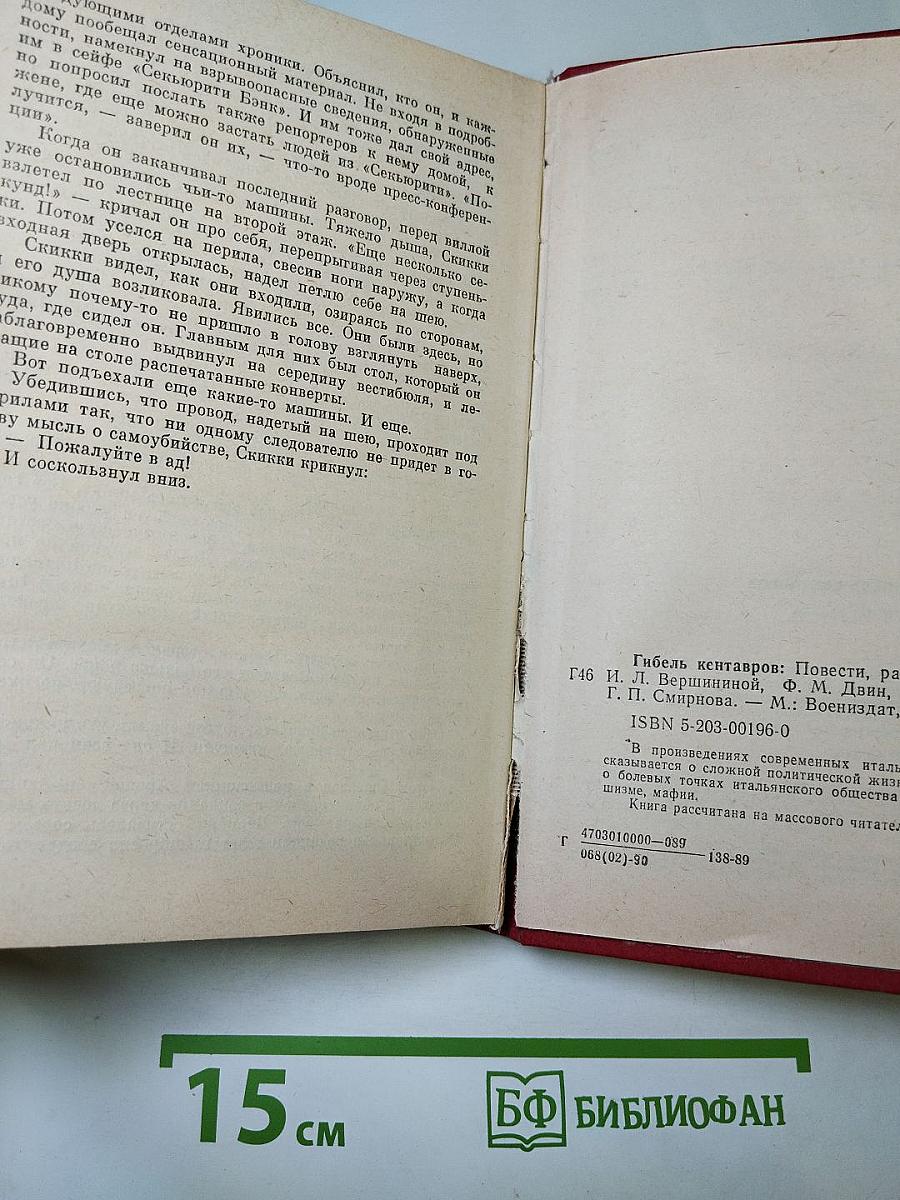 дующими отделами хроники. Объяснил, кто он, и каж-
дому пообещал сенсационный материал. Не входя в подроб-
ности, намекнул на взрывоопасные сведения, обнаруженные
им в сейфе «Секьюрити Бэнк». И им тоже дал свой адрес,
но попросил послать также репортеров к нему домой, к
жене, где еще можно застать людей из «Секьюрити». «По-
лучится, — заверил он их, — что-то вроде пресс-конферен-
ции».
Когда он заканчивал последний разговор, перед виллой
уже остановились чьи-то машины. Тяжело дыша, Скикки
взлетел по лестнице на второй этаж. «Еще несколько се-
кунд!» — кричал он про себя, перепрыгивая через ступень-
ки. Потом уселся на перила, свесив ноги наружу, а когда
входная дверь открылась, надел петлю себе на шею.
Скикки видел, как они входили, озираясь по сторонам,
и его душа возликовала. Явились все. Они были здесь, но
никому почему-то не пришло в голову взглянуть наверх,
уда, где сидел он. Главным для них был стол, который он
аблаговременно выдвинул на середину вестибюля, и ле-
ащие на столе распечатанные конверты.
Вот подъехали еще какие-то машины. И еще.
Убедившись, что провод, надетый на шею, проходит под
рилами так, что ни одному следователю не придет в го-
ву мысль о самоубийстве, Скикки крикнул:
— Пожалуйте в ад!
И соскользнул вниз.
Гибель кентавров: Повести, ра
Г46 И. Л. Вершининой, Ф. М. Двин,
Г. П. Смирнова. — М.: Воениздат,
ISBN 5-203-00196-0
В произведениях современных италь
сказывается о сложной политической жизн
о болевых точках итальянского общества
шизме, мафии.
Книга рассчитана на массового читател
Г 4703010000—089
068(02)-90 138-89
15 см
БФ БИБЛИОФАН